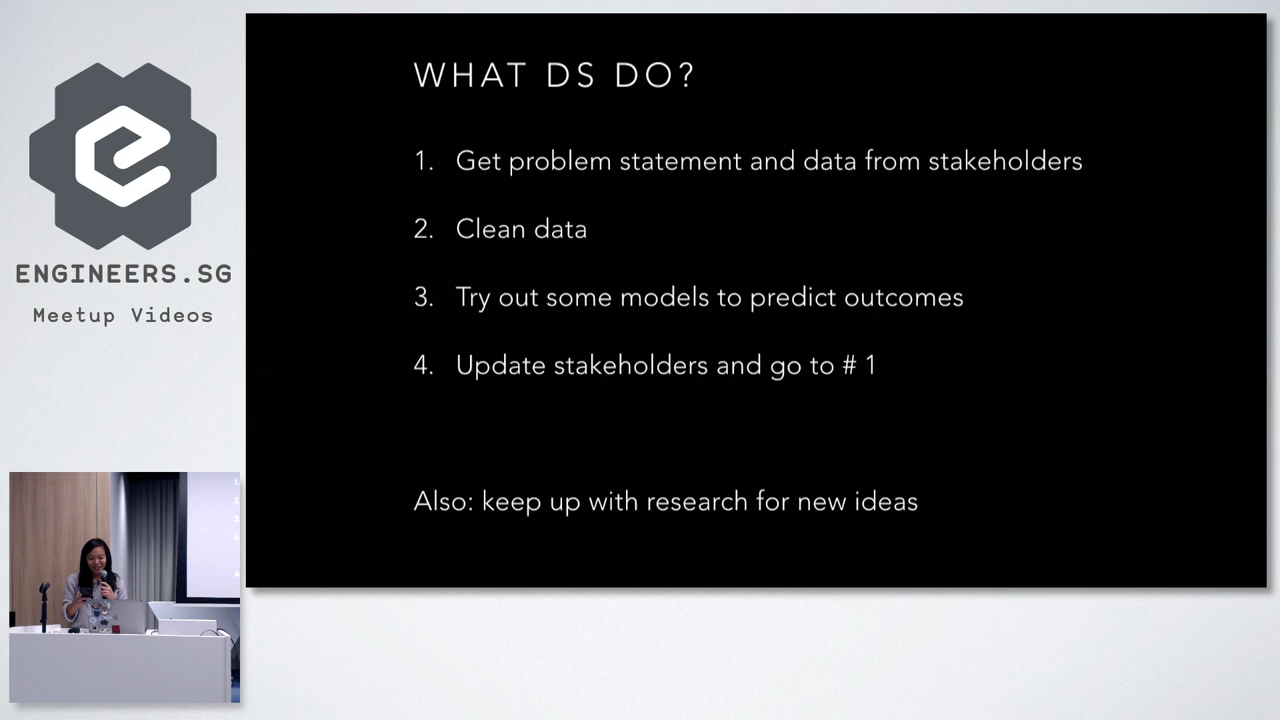 WHAT DS DO?
1. Get problem statement and data from stakeholders
2. Clean data
3. Try out some models to predict outcomes
4. Update stakeholders and go to # 1
Also: keep up with research for new ideas
ENGINEERS.SG
Meetup Videos